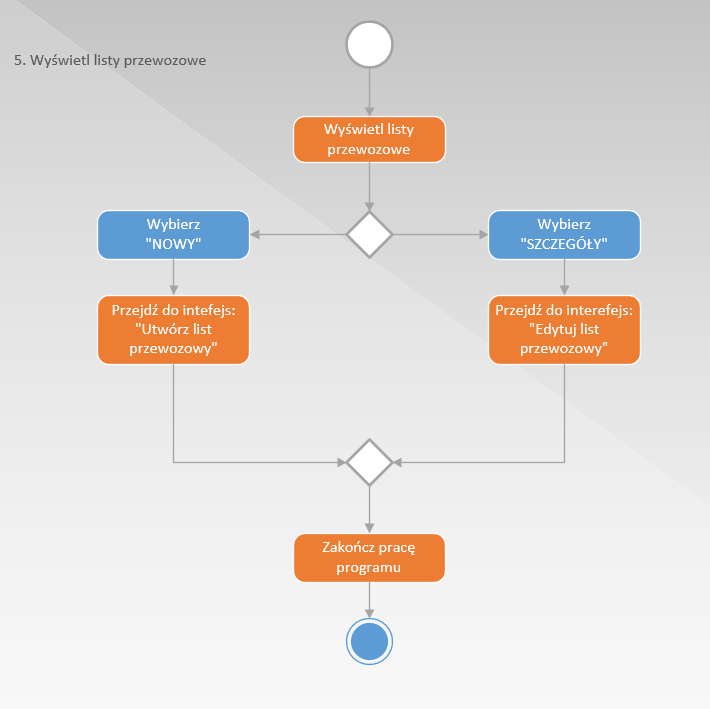 5. Wyświetl listy przewozowe
Wyświetl listy
przewozowe
Wybierz
"NOWY"
Wybierz
"SZCZEGÓŁY"
Przejdź do intefejs:
"Utwórz list
przewozowy"
Przejdź do interefejs:
"Edytuj list
przewozowy"
Zakończ pracę
programu